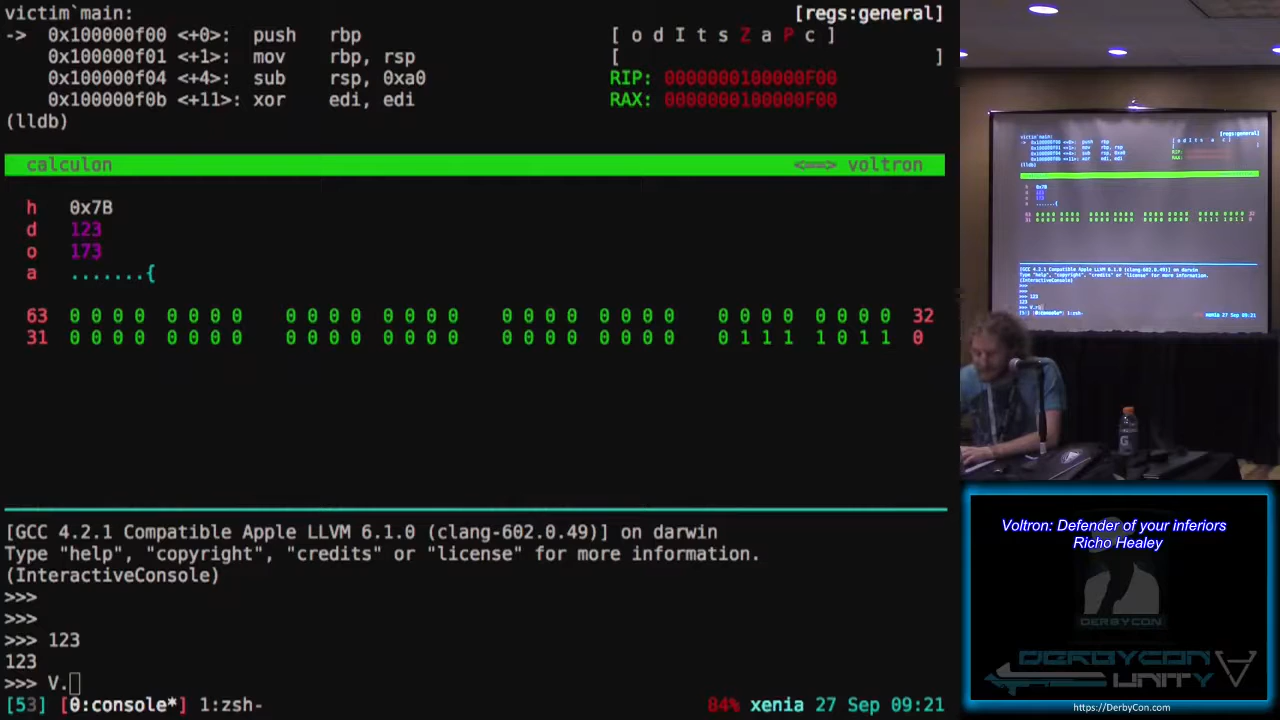 victim`main:
[regs:general]
-> 0x100000f00 <+0>: push rbp
[ o d I t s Z a P c ]
0x100000f01 <+1>: mov rbp, rsp
[ ]
0x100000f04 <+4>: sub rsp, 0xa0
RIP: 0000000100000F00
0x100000f0b <+11>: xor edi, edi
RAX: 0000000100000F00
(lldb)
calculon <==> voltron
h 0x7B
d 123
o 173
a .......{
63 0 0 0 0 0 0 0 0 0 0 0 0 0 0 0 0 0 0 0 0 0 0 0 0 0 0 0 0 0 0 0 0 32
31 0 0 0 0 0 0 0 0 0 0 0 0 0 0 0 0 0 0 0 0 0 0 0 0 0 1 1 1 1 0 1 1 0
[GCC 4.2.1 Compatible Apple LLVM 6.1.0 (clang-602.0.49)] on darwin
Type "help", "copyright", "credits" or "license" for more information.
(InteractiveConsole)
>>>
>>>
>>> 123
123
>>> V.
[53] [0:console*] 1:zsh- 84% xenia 27 Sep 09:21
Voltron: Defender of your inferiors
Richo Healey
DERBYCON
DERBYCON
UNITY
https://DerbyCon.com